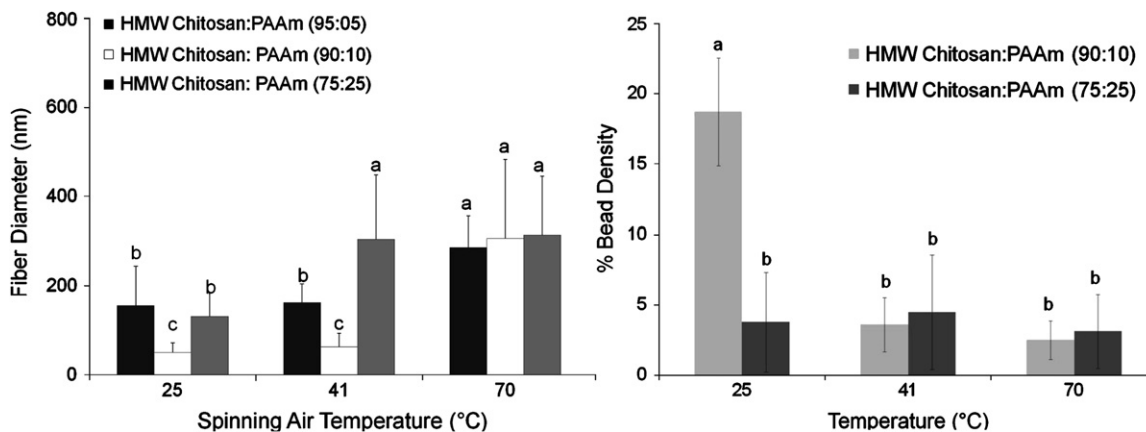 800
600
400
200
0
Fiber Diameter (nm)
HMW Chitosan:PAAm (95:05)
HMW Chitosan: PAAm (90:10)
HMW Chitosan: PAAm (75:25)
b
c
b
b
c
a
a
a
a
25
41
70
Spinning Air Temperature (°C)
25
20
15
10
5
0
% Bead Density
HMW Chitosan:PAAm (90:10)
HMW Chitosan:PAAm (75:25)
a
b
b
b
b
b
25
41
70
Temperature (°C)